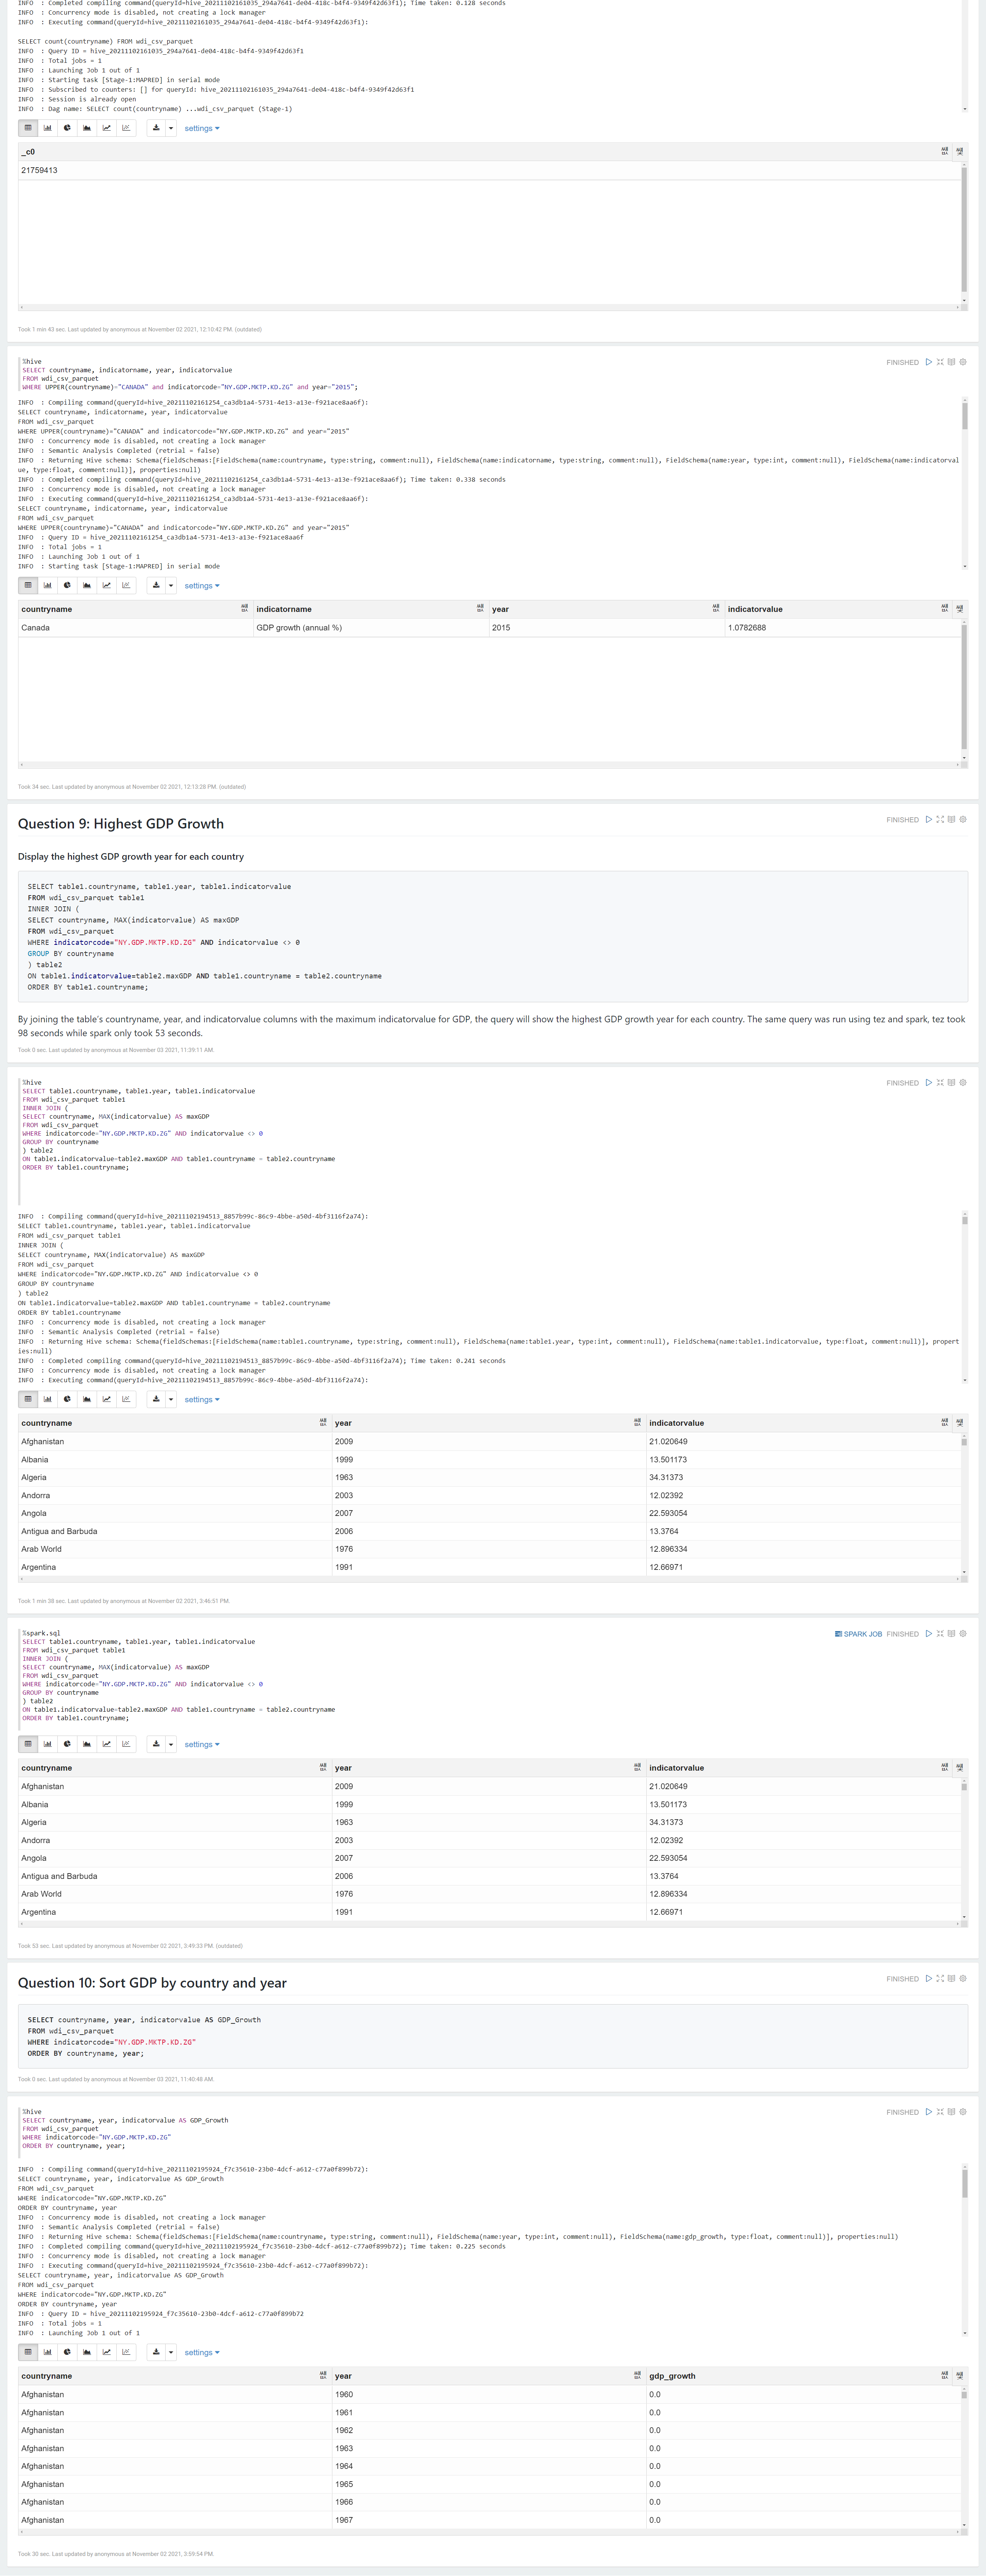 INFO : Completed compiling command(queryId=hive_20211102161035_294a7641-de04-418c-b4f4-9349f42d63f1); Time taken: 0.128 seconds
INFO : Concurrency mode is disabled, not creating a lock manager
INFO : Executing command(queryId=hive_20211102161035_294a7641-de04-418c-b4f4-9349f42d63f1):
SELECT count(countryname) FROM wdi_csv_parquet
INFO : Query ID = hive_20211102161035_294a7641-de04-418c-b4f4-9349f42d63f1
INFO : Total jobs = 1
INFO : Launching Job 1 out of 1
INFO : Starting task [Stage-1:MAPRED] in serial mode
INFO : Subscribed to counters: [] for queryId: hive_20211102161035_294a7641-de04-418c-b4f4-9349f42d63f1
INFO : Session is already open
INFO : Dag name: SELECT count(countryname) ...wdi_csv_parquet (Stage-1)
settings
_c0
21759413
Took 1 min 43 sec. Last updated by anonymous at November 02 2021, 12:10:42 PM. (outdated)
%hive
FINISHED
SELECT countryname, indicatorname, year, indicatorvalue
FROM wdi_csv_parquet
WHERE UPPER(countryname)="CANADA" and indicatorcode="NY.GDP.MKTP.KD.ZG" and year="2015";
INFO : Compiling command(queryId=hive_20211102161254_ca3db1a4-5731-4e13-a13e-f921ace8aa6f):
SELECT countryname, indicatorname, year, indicatorvalue
FROM wdi_csv_parquet
WHERE UPPER(countryname)="CANADA" and indicatorcode="NY.GDP.MKTP.KD.ZG" and year="2015"
INFO : Concurrency mode is disabled, not creating a lock manager
INFO : Semantic Analysis Completed (retrial = false)
INFO : Returning Hive schema: Schema(fieldSchemas:[FieldSchema(name:countryname, type:string, comment:null), FieldSchema(name:indicatorname, type:string, comment:null), FieldSchema(name:year, type:int, comment:null), FieldSchema(name:indicatorval
ue, type:float, comment:null)], properties:null)
INFO : Completed compiling command(queryId=hive_20211102161254_ca3db1a4-5731-4e13-a13e-f921ace8aa6f); Time taken: 0.338 seconds
INFO : Concurrency mode is disabled, not creating a lock manager
INFO : Executing command(queryId=hive_20211102161254_ca3db1a4-5731-4e13-a13e-f921ace8aa6f):
SELECT countryname, indicatorname, year, indicatorvalue
FROM wdi_csv_parquet
WHERE UPPER(countryname)="CANADA" and indicatorcode="NY.GDP.MKTP.KD.ZG" and year="2015"
INFO : Query ID = hive_20211102161254_ca3db1a4-5731-4e13-a13e-f921ace8aa6f
INFO : Total jobs = 1
INFO : Launching Job 1 out of 1
INFO : Starting task [Stage-1:MAPRED] in serial mode
settings
countryname indicatorname year indicatorvalue
Canada GDP growth (annual %) 2015 1.0782688
Took 34 sec. Last updated by anonymous at November 02 2021, 12:13:28 PM. (outdated)
Question 9: Highest GDP Growth
FINISHED
Display the highest GDP growth year for each country
SELECT table1.countryname, table1.year, table1.indicatorvalue
FROM wdi_csv_parquet table1
INNER JOIN (
SELECT countryname, MAX(indicatorvalue) AS maxGDP
FROM wdi_csv_parquet
WHERE indicatorcode="NY.GDP.MKTP.KD.ZG" AND indicatorvalue <> 0
GROUP BY countryname
) table2
ON table1.indicatorvalue=table2.maxGDP AND table1.countryname = table2.countryname
ORDER BY table1.countryname;
By joining the table's countryname, year, and indicatorvalue columns with the maximum indicatorvalue for GDP, the query will show the highest GDP growth year for each country. The same query was run using tez and spark, tez took
98 seconds while spark only took 53 seconds.
Took 0 sec. Last updated by anonymous at November 03 2021, 11:39:11 AM.
%hive
FINISHED
SELECT table1.countryname, table1.year, table1.indicatorvalue
FROM wdi_csv_parquet table1
INNER JOIN (
SELECT countryname, MAX(indicatorvalue) AS maxGDP
FROM wdi_csv_parquet
WHERE indicatorcode="NY.GDP.MKTP.KD.ZG" AND indicatorvalue <> 0
GROUP BY countryname
) table2
ON table1.indicatorvalue=table2.maxGDP AND table1.countryname = table2.countryname
ORDER BY table1.countryname;
INFO : Compiling command(queryId=hive_20211102194513_8857b99c-86c9-4bbe-a50d-4bf3116f2a74):
SELECT table1.countryname, table1.year, table1.indicatorvalue
FROM wdi_csv_parquet table1
INNER JOIN (
SELECT countryname, MAX(indicatorvalue) AS maxGDP
FROM wdi_csv_parquet
WHERE indicatorcode="NY.GDP.MKTP.KD.ZG" AND indicatorvalue <> 0
GROUP BY countryname
) table2
ON table1.indicatorvalue=table2.maxGDP AND table1.countryname = table2.countryname
ORDER BY table1.countryname
INFO : Concurrency mode is disabled, not creating a lock manager
INFO : Semantic Analysis Completed (retrial = false)
INFO : Returning Hive schema: Schema(fieldSchemas:[FieldSchema(name:table1.countryname, type:string, comment:null), FieldSchema(name:table1.year, type:int, comment:null), FieldSchema(name:table1.indicatorvalue, type:float, comment:null)], propert
ies:null)
INFO : Completed compiling command(queryId=hive_20211102194513_8857b99c-86c9-4bbe-a50d-4bf3116f2a74); Time taken: 0.241 seconds
INFO : Concurrency mode is disabled, not creating a lock manager
INFO : Executing command(queryId=hive_20211102194513_8857b99c-86c9-4bbe-a50d-4bf3116f2a74):
settings
countryname year indicatorvalue
Afghanistan 2009 21.020649
Albania 1999 13.501173
Algeria 1963 34.31373
Andorra 2003 12.02392
Angola 2007 22.593054
Antigua and Barbuda 2006 13.3764
Arab World 1976 12.896334
Argentina 1991 12.66971
Took 1 min 38 sec. Last updated by anonymous at November 02 2021, 3:46:51 PM.
%spark.sql
SPARK JOB FINISHED
SELECT table1.countryname, table1.year, table1.indicatorvalue
FROM wdi_csv_parquet table1
INNER JOIN (
SELECT countryname, MAX(indicatorvalue) AS maxGDP
FROM wdi_csv_parquet
WHERE indicatorcode="NY.GDP.MKTP.KD.ZG" AND indicatorvalue <> 0
GROUP BY countryname
) table2
ON table1.indicatorvalue=table2.maxGDP AND table1.countryname = table2.countryname
ORDER BY table1.countryname;
settings
countryname year indicatorvalue
Afghanistan 2009 21.020649
Albania 1999 13.501173
Algeria 1963 34.31373
Andorra 2003 12.02392
Angola 2007 22.593054
Antigua and Barbuda 2006 13.3764
Arab World 1976 12.896334
Argentina 1991 12.66971
Took 53 sec. Last updated by anonymous at November 02 2021, 3:49:33 PM. (outdated)
Question 10: Sort GDP by country and year
FINISHED
SELECT countryname, year, indicatorvalue AS GDP_Growth
FROM wdi_csv_parquet
WHERE indicatorcode="NY.GDP.MKTP.KD.ZG"
ORDER BY countryname, year;
Took 0 sec. Last updated by anonymous at November 03 2021, 11:40:48 AM.
%hive
FINISHED
SELECT countryname, year, indicatorvalue AS GDP_Growth
FROM wdi_csv_parquet
WHERE indicatorcode="NY.GDP.MKTP.KD.ZG"
ORDER BY countryname, year;
INFO : Compiling command(queryId=hive_20211102195924_f7c35610-23b0-4dcf-a612-c77a0f899b72):
SELECT countryname, year, indicatorvalue AS GDP_Growth
FROM wdi_csv_parquet
WHERE indicatorcode="NY.GDP.MKTP.KD.ZG"
ORDER BY countryname, year
INFO : Concurrency mode is disabled, not creating a lock manager
INFO : Semantic Analysis Completed (retrial = false)
INFO : Returning Hive schema: Schema(fieldSchemas:[FieldSchema(name:countryname, type:string, comment:null), FieldSchema(name:year, type:int, comment:null), FieldSchema(name:gdp_growth, type:float, comment:null)], properties:null)
INFO : Completed compiling command(queryId=hive_20211102195924_f7c35610-23b0-4dcf-a612-c77a0f899b72); Time taken: 0.225 seconds
INFO : Concurrency mode is disabled, not creating a lock manager
INFO : Executing command(queryId=hive_20211102195924_f7c35610-23b0-4dcf-a612-c77a0f899b72):
SELECT countryname, year, indicatorvalue AS GDP_Growth
FROM wdi_csv_parquet
WHERE indicatorcode="NY.GDP.MKTP.KD.ZG"
ORDER BY countryname, year
INFO : Query ID = hive_20211102195924_f7c35610-23b0-4dcf-a612-c77a0f899b72
INFO : Total jobs = 1
INFO : Launching Job 1 out of 1
settings
countryname year gdp_growth
Afghanistan 1960 0.0
Afghanistan 1961 0.0
Afghanistan 1962 0.0
Afghanistan 1963 0.0
Afghanistan 1964 0.0
Afghanistan 1965 0.0
Afghanistan 1966 0.0
Afghanistan 1967 0.0
Took 30 sec. Last updated by anonymous at November 02 2021, 3:59:54 PM.